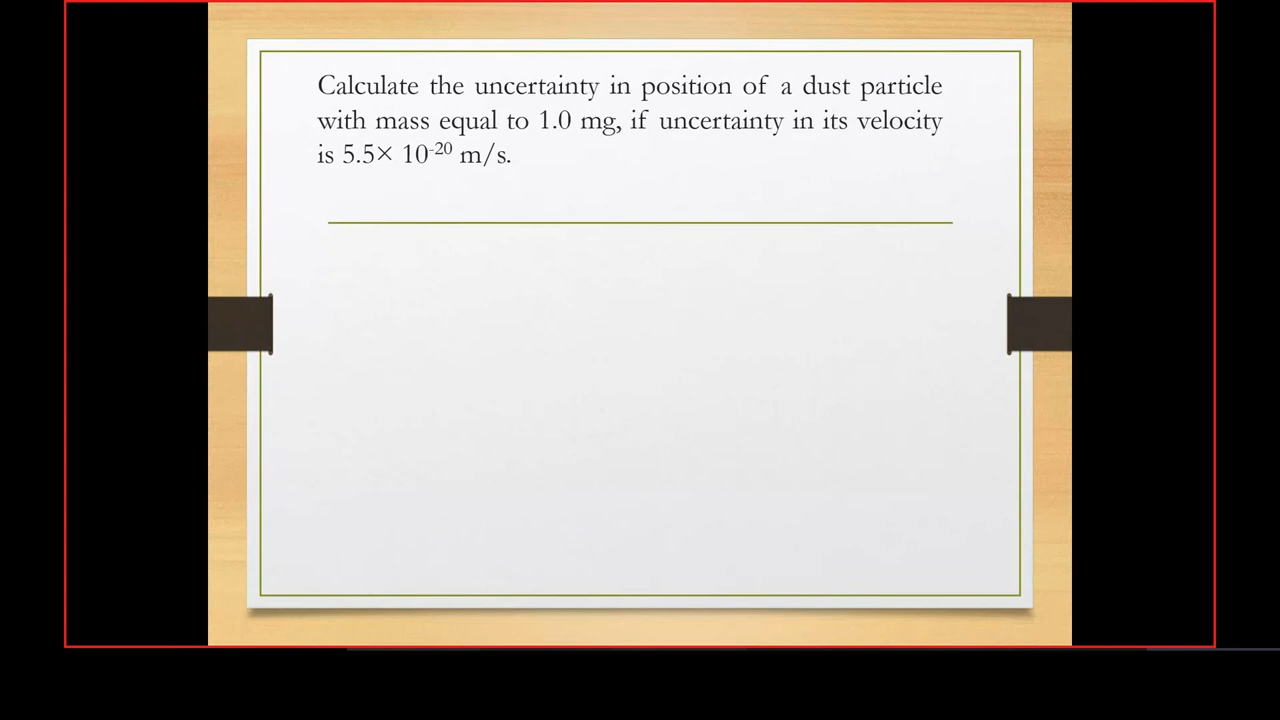 Calculate the uncertainty in position of a dust particle
with mass equal to 1.0 mg, if uncertainty in its velocity
is 5.5× 10⁻²⁰ m/s.